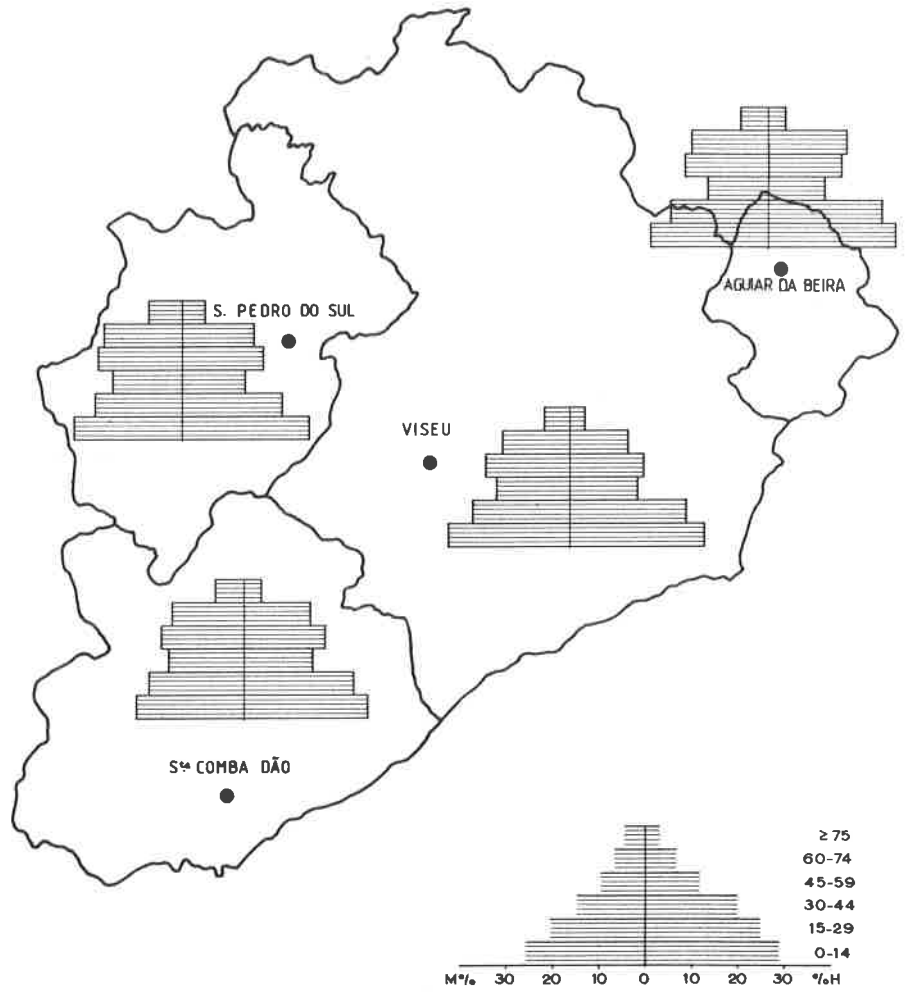 AGUIAR DA BEIRA
S. PEDRO DO SUL
VISEU
Sta COMBA DÃO
≥ 75
60-74
45-59
30-44
15-29
0-14
M% 30 20 10 0 10 20 30 %H